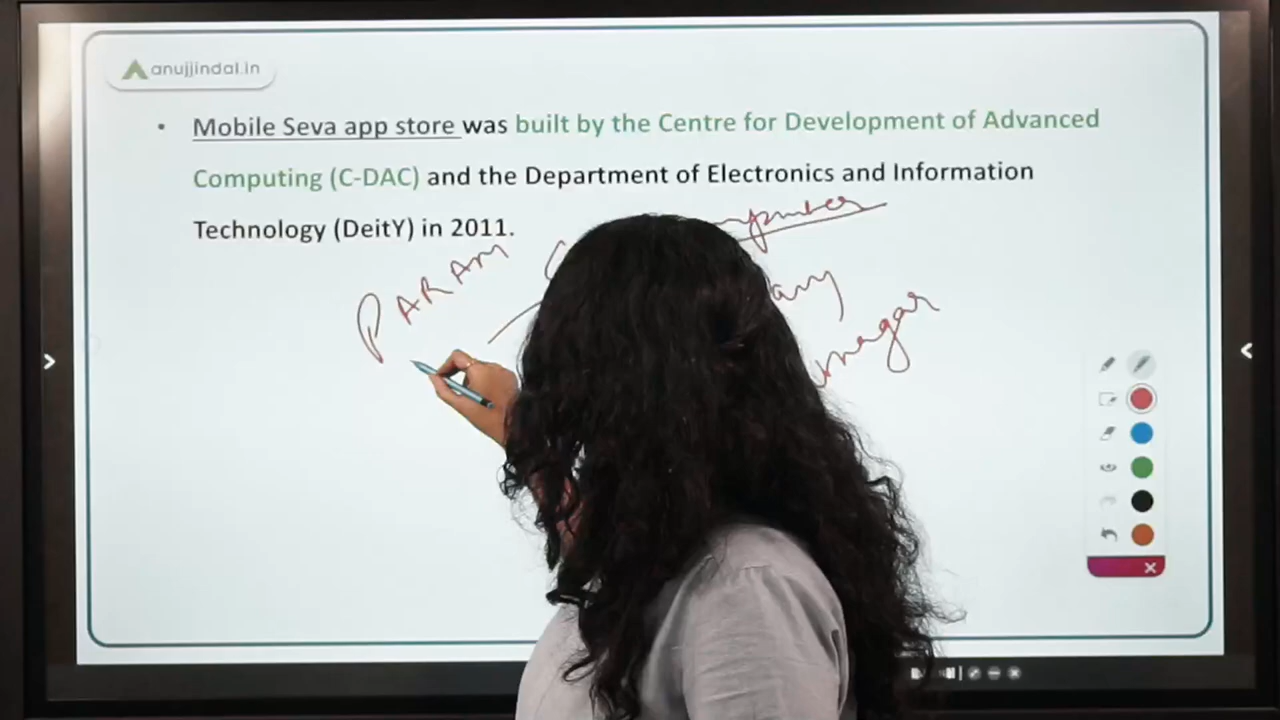 anujjindal.in
• Mobile Seva app store was built by the Centre for Development of Advanced
Computing (C-DAC) and the Department of Electronics and Information
Technology (DeitY) in 2011.
PARAM